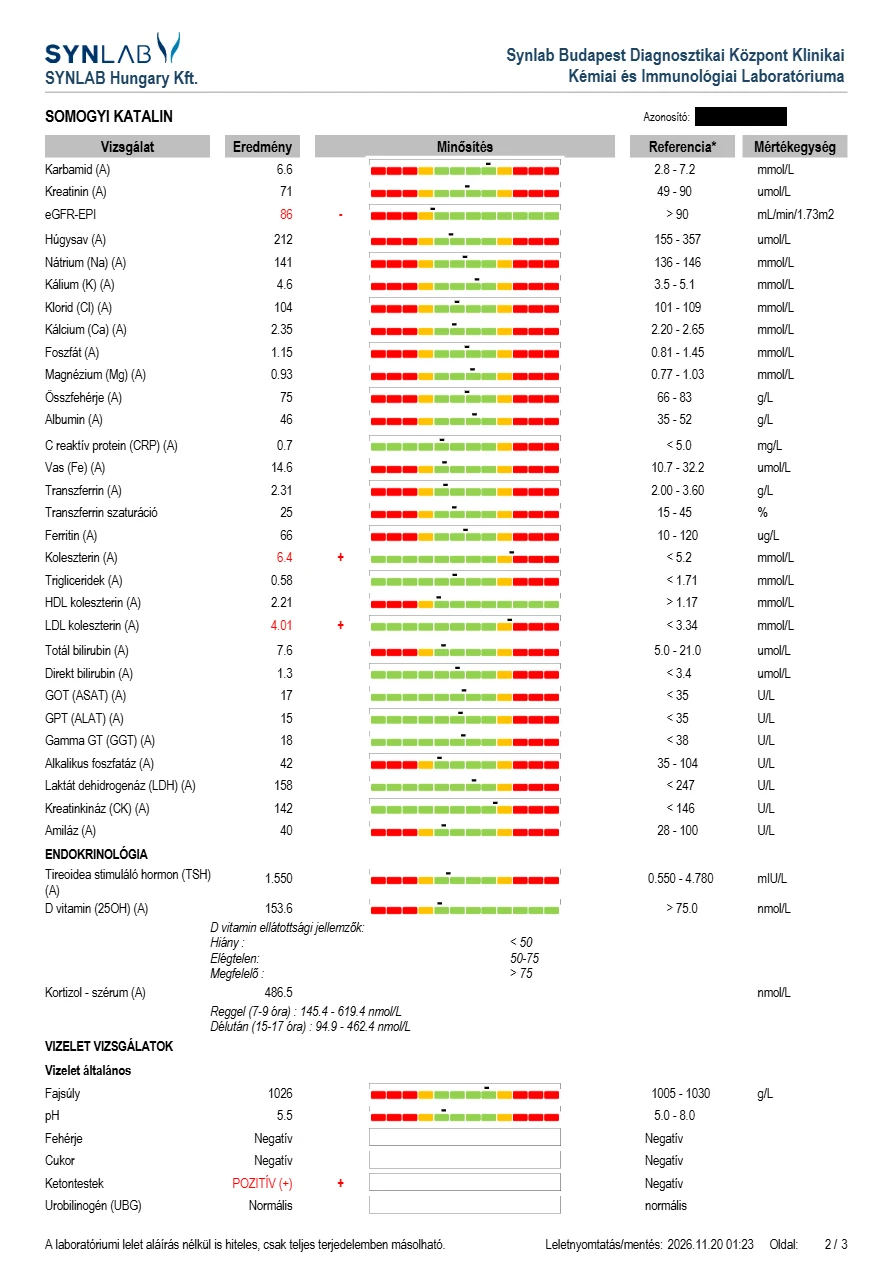 SYNLAB
SYNLAB Hungary Kft.
Synlab Budapest Diagnosztikai Központ Klinikai
Kémiai és Immunológiai Laboratóriuma
SOMOGYI KATALIN
Azonosító:
Vizsgálat Eredmény Minősítés Referencia* Mértékegység
Karbamid (A) 6.6 2.8 - 7.2 mmol/L
Kreatinin (A) 71 49 - 90 umol/L
eGFR-EPI 86 - > 90 mL/min/1.73m2
Húgysav (A) 212 155 - 357 umol/L
Nátrium (Na) (A) 141 136 - 146 mmol/L
Kálium (K) (A) 4.6 3.5 - 5.1 mmol/L
Klorid (Cl) (A) 104 101 - 109 mmol/L
Kálcium (Ca) (A) 2.35 2.20 - 2.65 mmol/L
Foszfát (A) 1.15 0.81 - 1.45 mmol/L
Magnézium (Mg) (A) 0.93 0.77 - 1.03 mmol/L
Összfehérje (A) 75 66 - 83 g/L
Albumin (A) 46 35 - 52 g/L
C reaktív protein (CRP) (A) 0.7 < 5.0 mg/L
Vas (Fe) (A) 14.6 10.7 - 32.2 umol/L
Transzferrin (A) 2.31 2.00 - 3.60 g/L
Transzferrin szaturáció 25 15 - 45 %
Ferritin (A) 66 10 - 120 ug/L
Koleszterin (A) 6.4 + < 5.2 mmol/L
Trigliceridek (A) 0.58 < 1.71 mmol/L
HDL koleszterin (A) 2.21 > 1.17 mmol/L
LDL koleszterin (A) 4.01 + < 3.34 mmol/L
Totál bilirubin (A) 7.6 5.0 - 21.0 umol/L
Direkt bilirubin (A) 1.3 < 3.4 umol/L
GOT (ASAT) (A) 17 < 35 U/L
GPT (ALAT) (A) 15 < 35 U/L
Gamma GT (GGT) (A) 18 < 38 U/L
Alkalikus foszfatáz (A) 42 35 - 104 U/L
Laktát dehidrogenáz (LDH) (A) 158 < 247 U/L
Kreatinkináz (CK) (A) 142 < 146 U/L
Amiláz (A) 40 28 - 100 U/L
ENDOKRINOLÓGIA
Tireoidea stimuláló hormon (TSH)
(A) 1.550 0.550 - 4.780 mIU/L
D vitamin (25OH) (A) 153.6 > 75.0 nmol/L
D vitamin ellátottsági jellemzők:
Hiány : < 50
Elégtelen: 50-75
Megfelelő : > 75
Kortizol - szérum (A) 486.5 nmol/L
Reggel (7-9 óra) : 145.4 - 619.4 nmol/L
Délután (15-17 óra) : 94.9 - 462.4 nmol/L
VIZELET VIZSGÁLATOK
Vizelet általános
Fajsúly 1026 1005 - 1030 g/L
pH 5.5 5.0 - 8.0
Fehérje Negatív Negatív
Cukor Negatív Negatív
Ketontestek POZITÍV (+) + Negatív
Urobilinogén (UBG) Normális normális
A laboratóriumi lelet aláírás nélkül is hiteles, csak teljes terjedelemben másolható. Leletnyomtatás/mentés: 2026.11.20 01:23 Oldal: 2 / 3